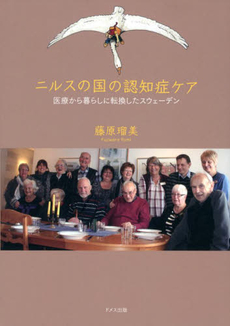 ニルスの国の認知症ケア
医療から暮らしに転換したスウェーデン
藤原瑠美
Fujiwara Rumi
ドメス出版